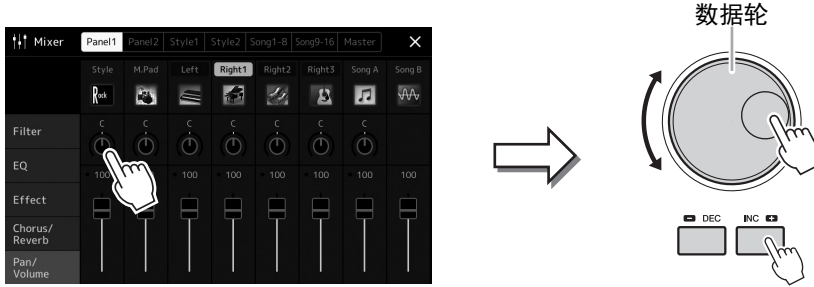 数据轮
Mixer Panel1 Panel2 Style1 Style2 Song1-8 Song9-16 Master ×
Style M.Pad Left Right1 Right2 Right3 Song A Song B
Rock
C C C C C C C
Filter
EQ
100 100 100 100 100 100 100
Effect
Chorus/
Reverb
Pan/
Volume
DEC INC